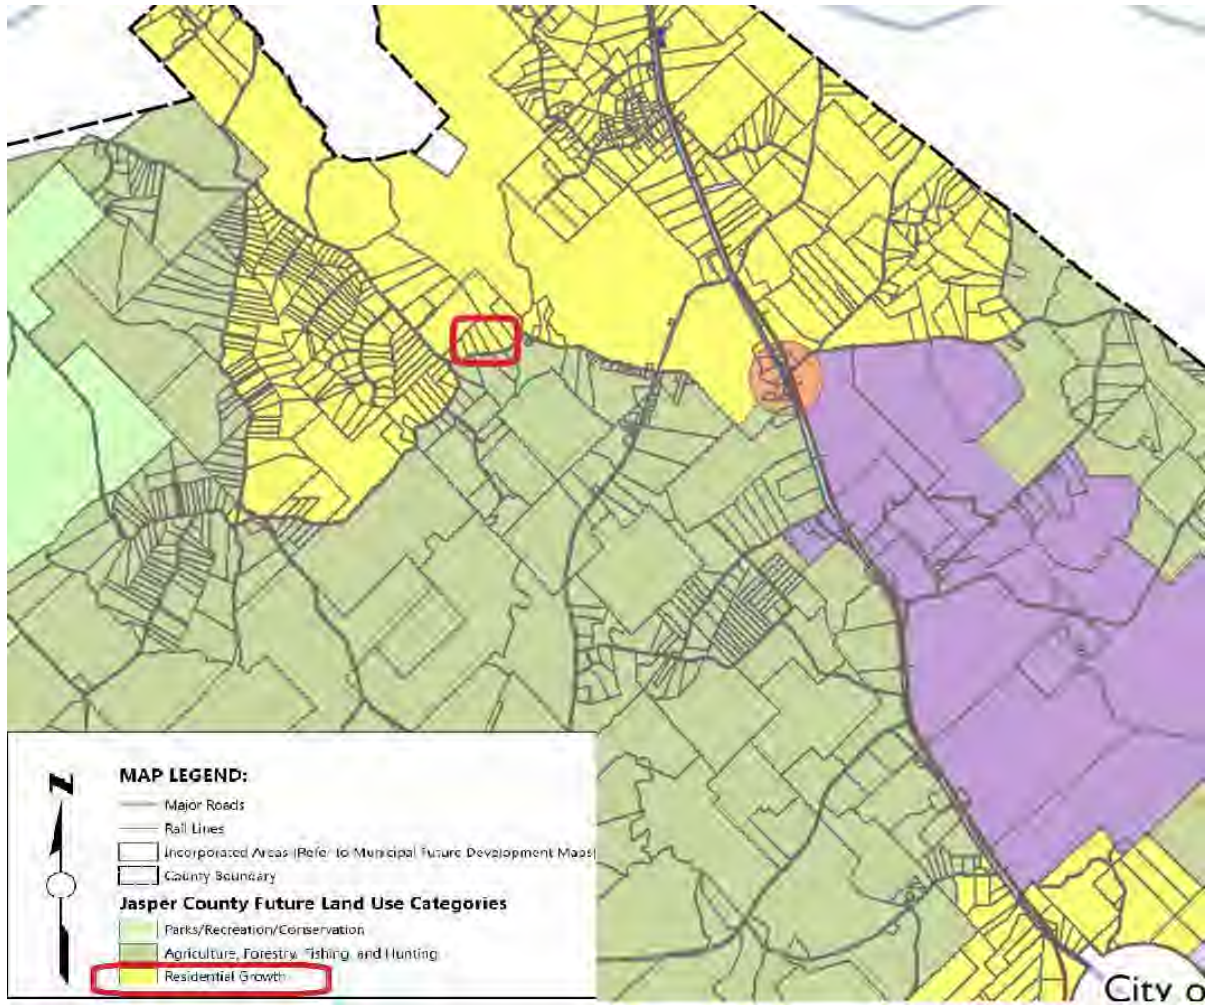 N
MAP LEGEND:
Major Roads
Rail Lines
Incorporated Areas (Refer to Municipal Future Development Maps)
County Boundary
Jasper County Future Land Use Categories
Parks/Recreation/Conservation
Agriculture, Forestry, Fishing, and Hunting
Residential Growth
City o